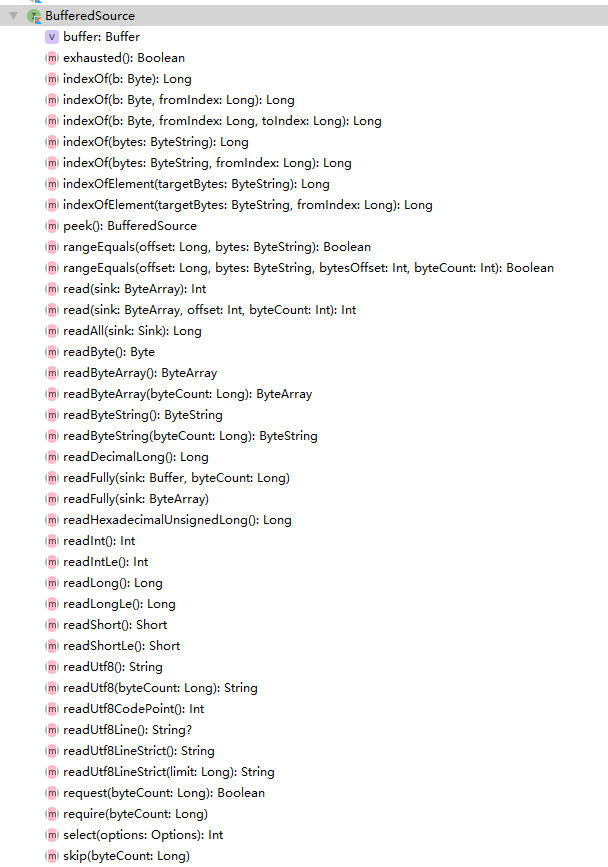 BufferedSource
buffer: Buffer
exhausted(): Boolean
indexOf(b: Byte): Long
indexOf(b: Byte, fromIndex: Long): Long
indexOf(b: Byte, fromIndex: Long, toIndex: Long): Long
indexOf(bytes: ByteString): Long
indexOf(bytes: ByteString, fromIndex: Long): Long
indexOfElement(targetBytes: ByteString): Long
indexOfElement(targetBytes: ByteString, fromIndex: Long): Long
peek(): BufferedSource
rangeEquals(offset: Long, bytes: ByteString): Boolean
rangeEquals(offset: Long, bytes: ByteString, bytesOffset: Int, byteCount: Int): Boolean
read(sink: ByteArray): Int
read(sink: ByteArray, offset: Int, byteCount: Int): Int
readAll(sink: Sink): Long
readByte(): Byte
readByteArray(): ByteArray
readByteArray(byteCount: Long): ByteArray
readByteString(): ByteString
readByteString(byteCount: Long): ByteString
readDecimalLong(): Long
readFully(sink: Buffer, byteCount: Long)
readFully(sink: ByteArray)
readHexadecimalUnsignedLong(): Long
readInt(): Int
readIntLe(): Int
readLong(): Long
readLongLe(): Long
readShort(): Short
readShortLe(): Short
readUtf8(): String
readUtf8(byteCount: Long): String
readUtf8CodePoint(): Int
readUtf8Line(): String?
readUtf8LineStrict(): String
readUtf8LineStrict(limit: Long): String
request(byteCount: Long): Boolean
require(byteCount: Long)
select(options: Options): Int
skip(byteCount: Long)